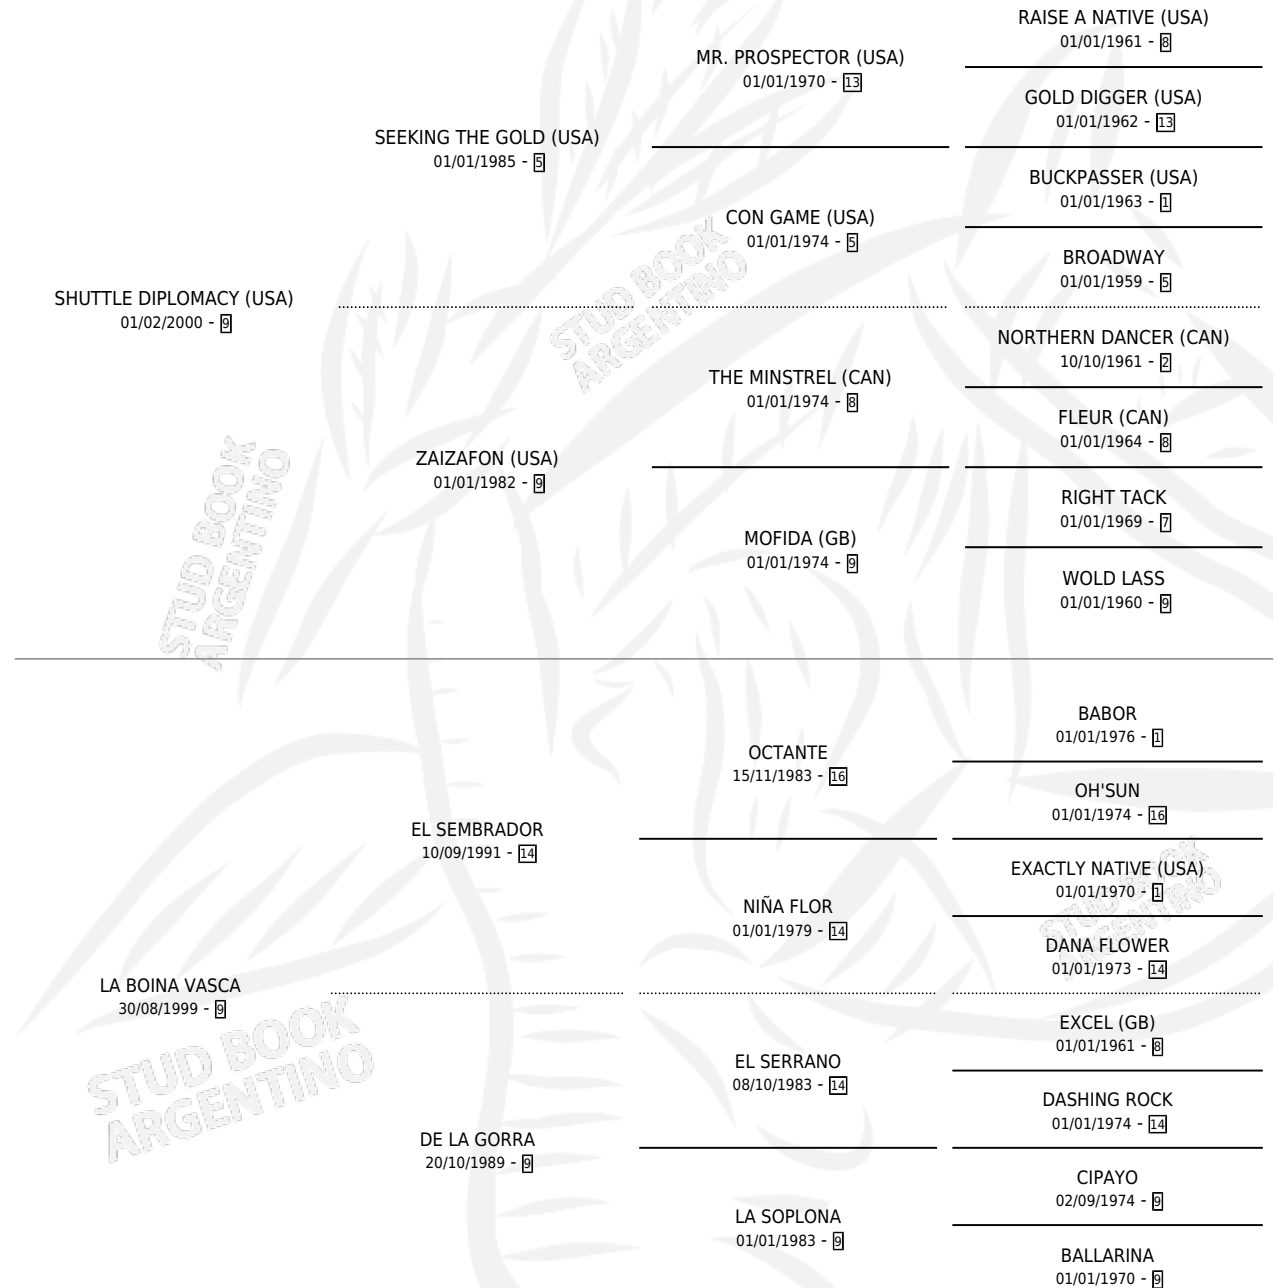 RAISE A NATIVE (USA)
01/01/1961 - 8
MR. PROSPECTOR (USA)
01/01/1970 - 13
GOLD DIGGER (USA)
01/01/1962 - 13
SEEKING THE GOLD (USA)
01/01/1985 - 5
BUCKPASSER (USA)
01/01/1963 - 1
CON GAME (USA)
01/01/1974 - 5
BROADWAY
01/01/1959 - 5
SHUTTLE DIPLOMACY (USA)
01/02/2000 - 9
NORTHERN DANCER (CAN)
10/10/1961 - 2
THE MINSTREL (CAN)
01/01/1974 - 8
FLEUR (CAN)
01/01/1964 - 8
ZAIZAFON (USA)
01/01/1982 - 9
RIGHT TACK
01/01/1969 - 7
MOFIDA (GB)
01/01/1974 - 9
WOLD LASS
01/01/1960 - 9
BABOR
01/01/1976 - 1
OCTANTE
15/11/1983 - 16
OH'SUN
01/01/1974 - 16
EL SEMBRADOR
10/09/1991 - 14
EXACTLY NATIVE (USA)
01/01/1970 - 1
NIÑA FLOR
01/01/1979 - 14
DANA FLOWER
01/01/1973 - 14
LA BOINA VASCA
30/08/1999 - 9
EXCEL (GB)
01/01/1961 - 8
EL SERRANO
08/10/1983 - 14
DASHING ROCK
01/01/1974 - 14
DE LA GORRA
20/10/1989 - 9
CIPAYO
02/09/1974 - 9
LA SOPLONA
01/01/1983 - 9
BALLARINA
01/01/1970 - 9
STUD BOOK
ARGENTINO
STUD BOOK
ARGENTINO
STUD BOOK
ARGENTINO
STUD BOOK
ARGENTINO